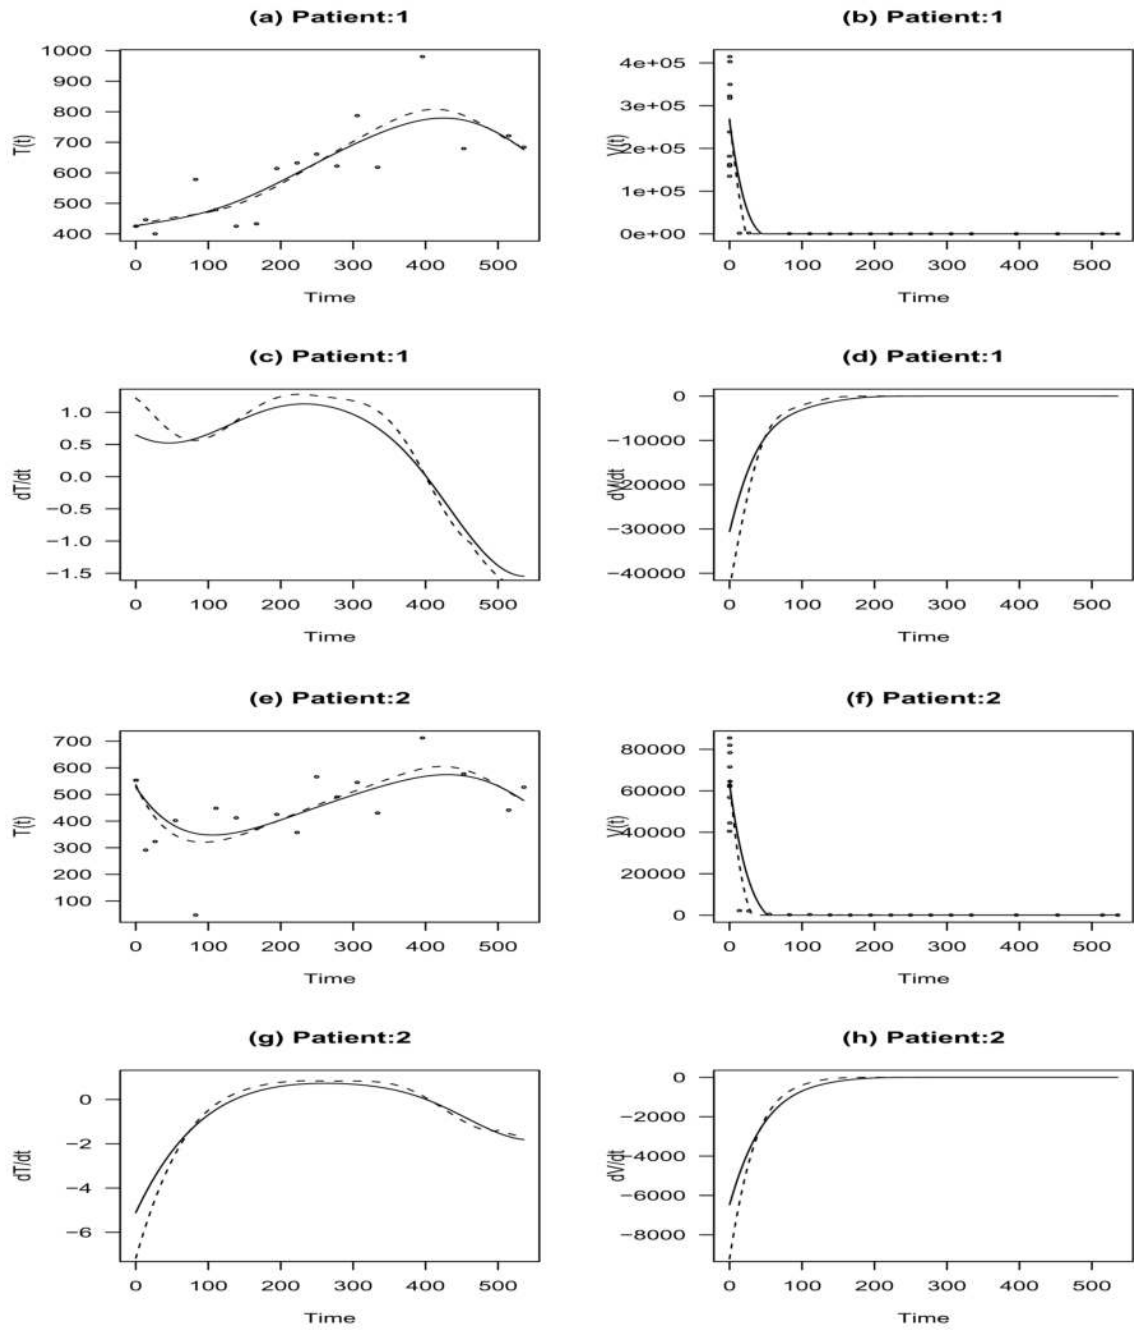 (a) Patient:1
T(t)
1000
900
800
700
600
500
400
0 100 200 300 400 500
Time
(b) Patient:1
V(t)
4e+05
3e+05
2e+05
1e+05
0e+00
0 100 200 300 400 500
Time
(c) Patient:1
dT/dt
1.0
0.5
0.0
−0.5
−1.0
−1.5
0 100 200 300 400 500
Time
(d) Patient:1
dV/dt
0
−10000
−20000
−30000
−40000
0 100 200 300 400 500
Time
(e) Patient:2
T(t)
700
600
500
400
300
200
100
0 100 200 300 400 500
Time
(f) Patient:2
V(t)
80000
60000
40000
20000
0
0 100 200 300 400 500
Time
(g) Patient:2
dT/dt
0
−2
−4
−6
0 100 200 300 400 500
Time
(h) Patient:2
dV/dt
0
−2000
−4000
−6000
−8000
0 100 200 300 400 500
Time